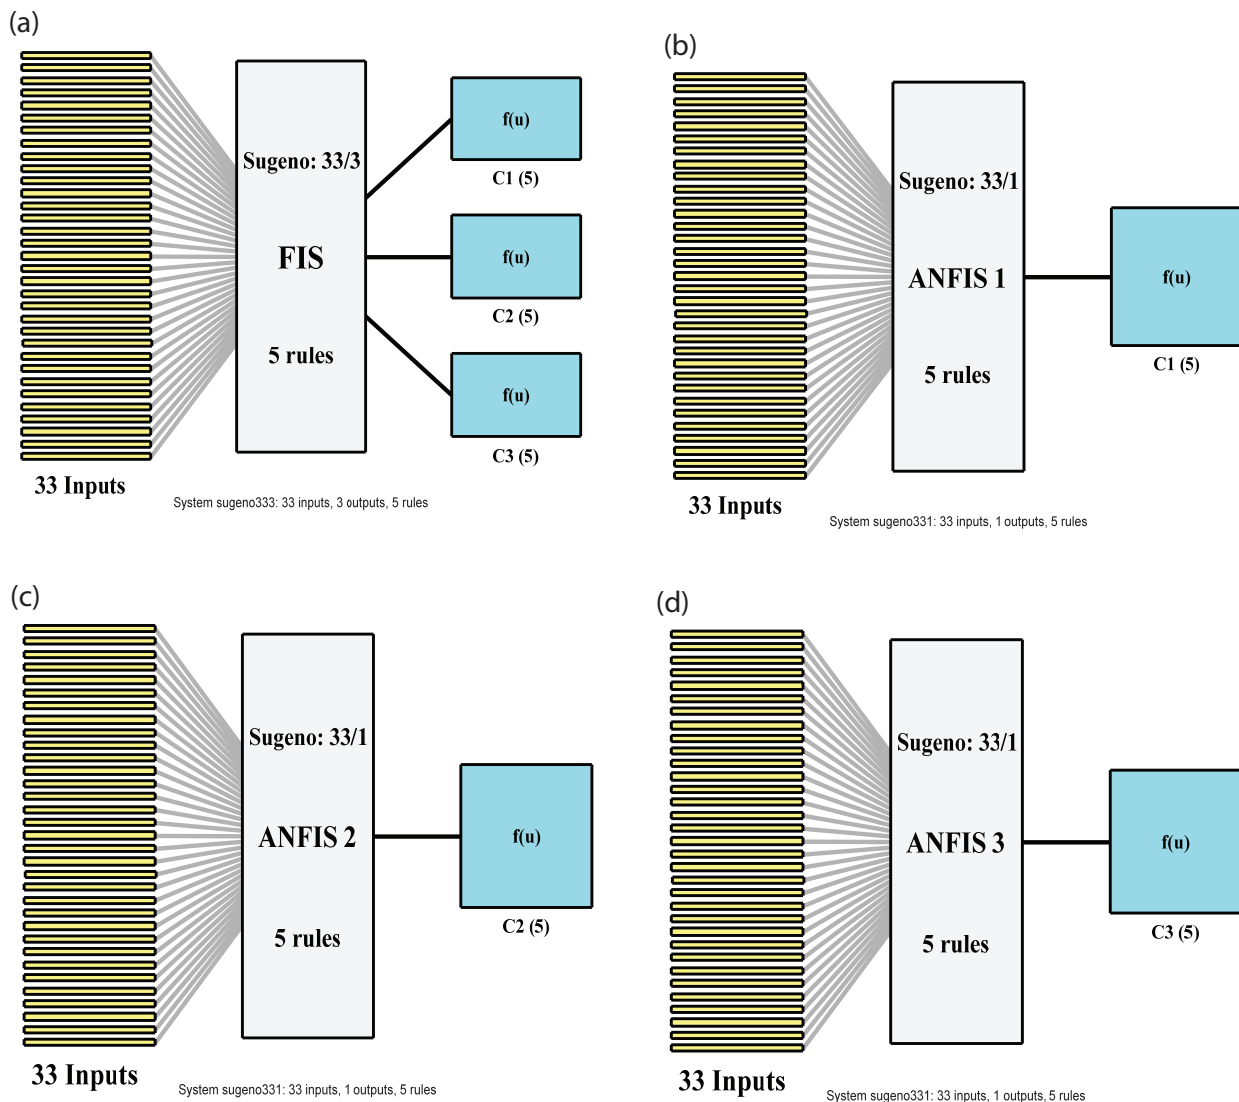 (a)
Sugeno: 33/3
FIS
5 rules
f(u)
C1 (5)
f(u)
C2 (5)
f(u)
C3 (5)
33 Inputs
System sugeno333: 33 inputs, 3 outputs, 5 rules
(b)
Sugeno: 33/1
ANFIS 1
5 rules
f(u)
C1 (5)
33 Inputs
System sugeno331: 33 inputs, 1 outputs, 5 rules
(c)
Sugeno: 33/1
ANFIS 2
5 rules
f(u)
C2 (5)
33 Inputs
System sugeno331: 33 inputs, 1 outputs, 5 rules
(d)
Sugeno: 33/1
ANFIS 3
5 rules
f(u)
C3 (5)
33 Inputs
System sugeno331: 33 inputs, 1 outputs, 5 rules